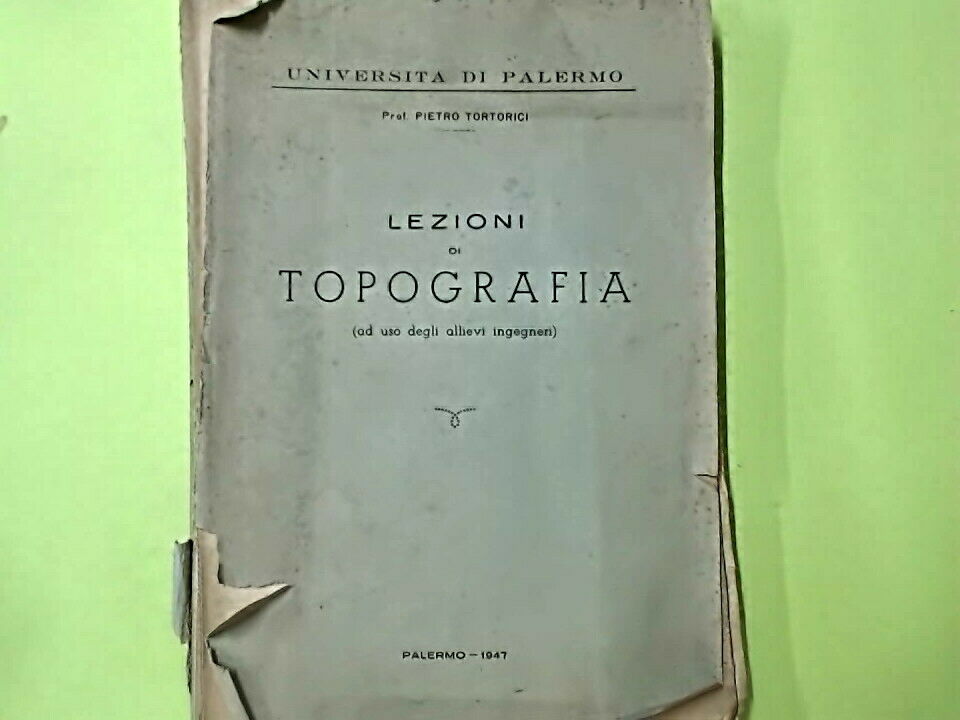 UNIVERSITA DI PALERMO
Prof. PIETRO TORTORICI
LEZIONI
DI
TOPOGRAFIA
(ad uso degli allievi ingegneri)
PALERMO - 1947